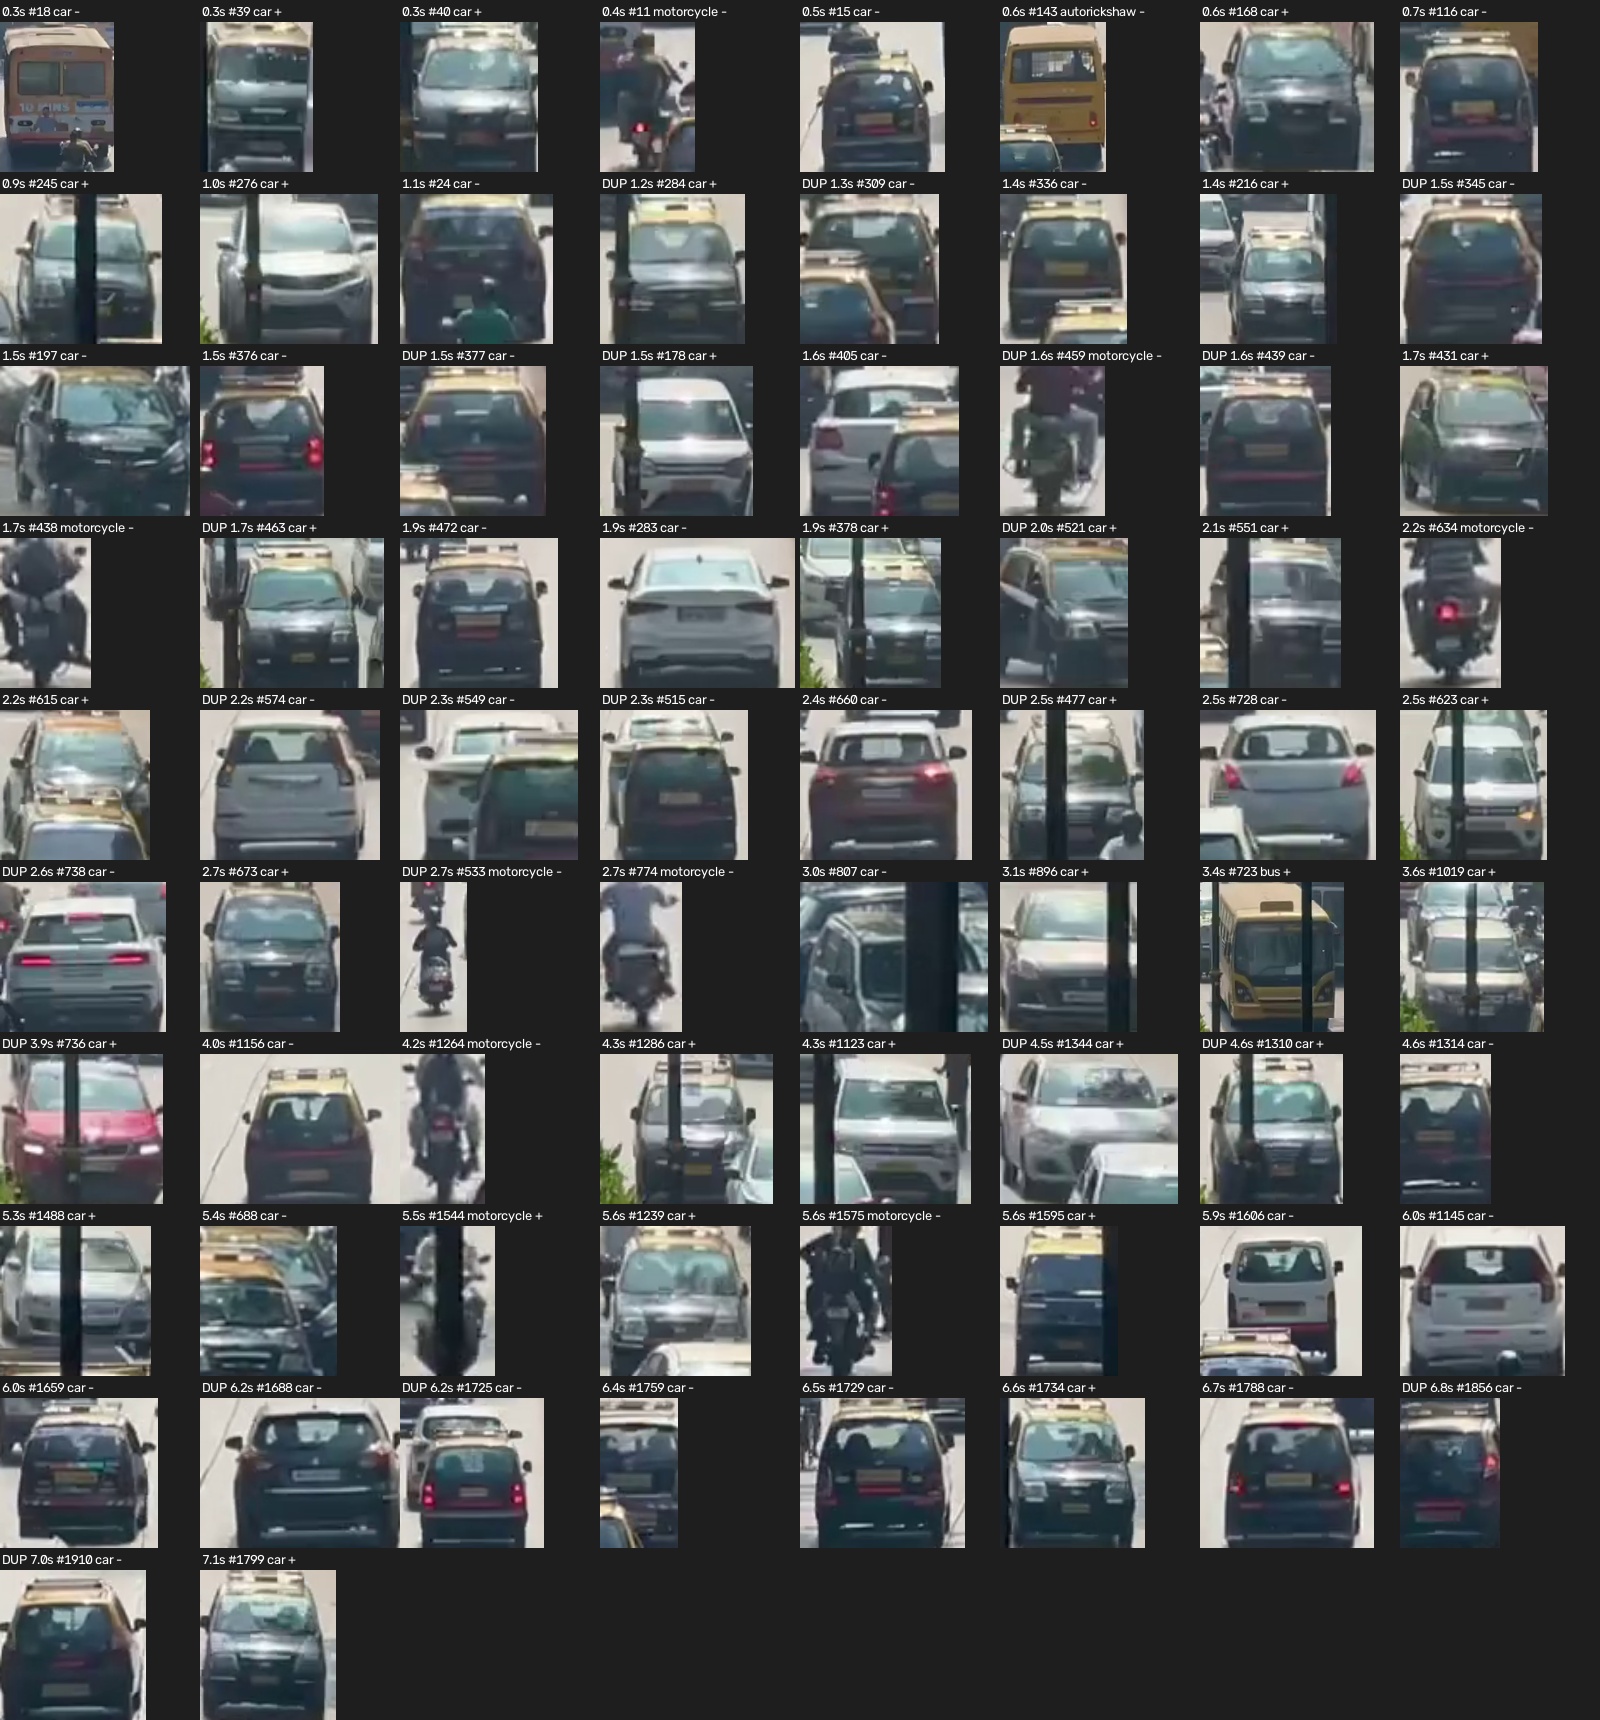 0.3s #18 car -
0.3s #39 car +
0.3s #40 car +
0.4s #11 motorcycle -
0.5s #15 car -
0.6s #143 autorickshaw -
0.6s #168 car +
0.7s #116 car -
10 MINS
0.9s #245 car +
1.0s #276 car +
1.1s #24 car -
DUP 1.2s #284 car +
DUP 1.3s #309 car -
1.4s #336 car -
1.4s #216 car +
DUP 1.5s #345 car -
1.5s #197 car -
1.5s #376 car -
DUP 1.5s #377 car -
DUP 1.5s #178 car +
1.6s #405 car -
DUP 1.6s #459 motorcycle -
DUP 1.6s #439 car -
1.7s #431 car +
1.7s #438 motorcycle -
DUP 1.7s #463 car +
1.9s #472 car -
1.9s #283 car -
1.9s #378 car +
DUP 2.0s #521 car +
2.1s #551 car +
2.2s #634 motorcycle -
2.2s #615 car +
DUP 2.2s #574 car -
DUP 2.3s #549 car -
DUP 2.3s #515 car -
2.4s #660 car -
DUP 2.5s #477 car +
2.5s #728 car -
2.5s #623 car +
DUP 2.6s #738 car -
2.7s #673 car +
DUP 2.7s #533 motorcycle -
2.7s #774 motorcycle -
3.0s #807 car -
3.1s #896 car +
3.4s #723 bus +
3.6s #1019 car +
DUP 3.9s #736 car +
4.0s #1156 car -
4.2s #1264 motorcycle -
4.3s #1286 car +
4.3s #1123 car +
DUP 4.5s #1344 car +
DUP 4.6s #1310 car +
4.6s #1314 car -
5.3s #1488 car +
5.4s #688 car -
5.5s #1544 motorcycle +
5.6s #1239 car +
5.6s #1575 motorcycle -
5.6s #1595 car +
5.9s #1606 car -
6.0s #1145 car -
6.0s #1659 car -
DUP 6.2s #1688 car -
DUP 6.2s #1725 car -
6.4s #1759 car -
6.5s #1729 car -
6.6s #1734 car +
6.7s #1788 car -
DUP 6.8s #1856 car -
DUP 7.0s #1910 car -
7.1s #1799 car +